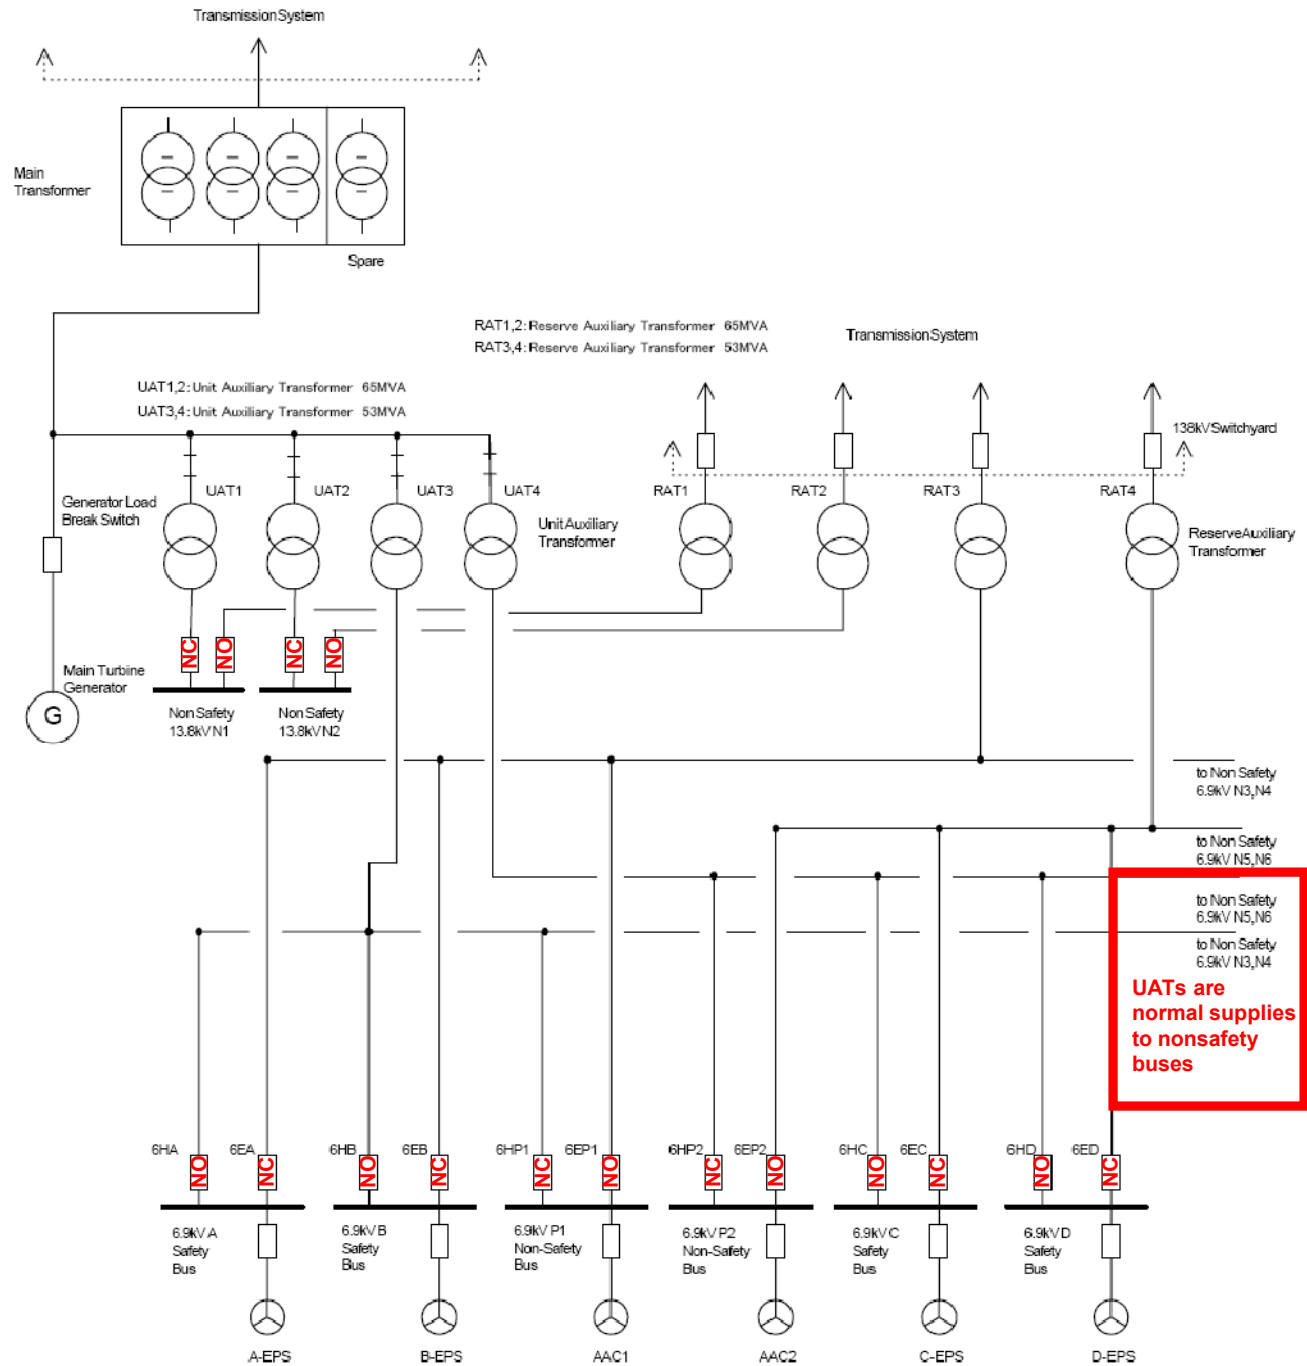 Transmission System
Main
Transformer
Spare
RAT1,2: Reserve Auxiliary Transformer 65MVA
RAT3,4: Reserve Auxiliary Transformer 53MVA
Transmission System
UAT1,2: Unit Auxiliary Transformer 65MVA
UAT3,4: Unit Auxiliary Transformer 53MVA
138kV Switchyard
Generator Load
Break Switch
UAT1
UAT2
UAT3
UAT4
Unit Auxiliary
Transformer
RAT1
RAT2
RAT3
RAT4
Reserve Auxiliary
Transformer
NC
NO
NC
NO
Main Turbine
Generator
G
Non Safety
13.8kV N1
Non Safety
13.8kV N2
to Non Safety
6.9kV N3,N4
to Non Safety
6.9kV N5,N6
to Non Safety
6.9kV N5,N6
to Non Safety
6.9kV N3,N4
UATs are
normal supplies
to nonsafety
buses
6HA
6EA
6HB
6EB
6HP1
6EP1
6HP2
6EP2
6HC
6EC
6HD
6ED
NO
NC
NO
NC
NC
NO
NC
NO
NO
NC
NO
NC
6.9kV A
Safety
Bus
6.9kV B
Safety
Bus
6.9kV P1
Non-Safety
Bus
6.9kV P2
Non-Safety
Bus
6.9kV C
Safety
Bus
6.9kV D
Safety
Bus
A-EPS
B-EPS
AAC1
AAC2
C-EPS
D-EPS